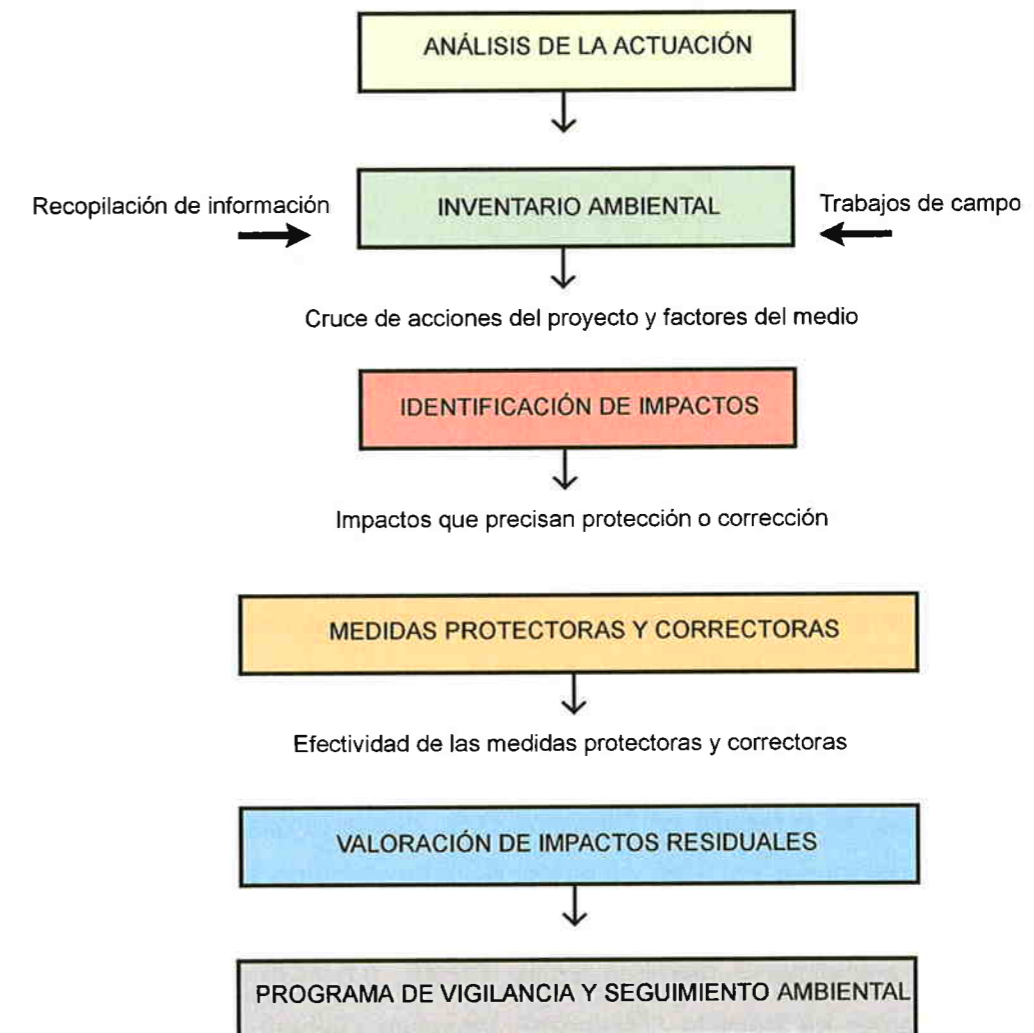 ANÁLISIS DE LA ACTUACIÓN
Recopilación de información
INVENTARIO AMBIENTAL
Trabajos de campo
Cruce de acciones del proyecto y factores del medio
IDENTIFICACIÓN DE IMPACTOS
Impactos que precisan protección o corrección
MEDIDAS PROTECTORAS Y CORRECTORAS
Efectividad de las medidas protectoras y correctoras
VALORACIÓN DE IMPACTOS RESIDUALES
PROGRAMA DE VIGILANCIA Y SEGUIMIENTO AMBIENTAL